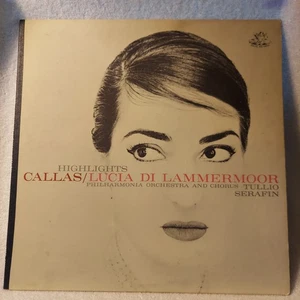 HIGHLIGHTS
CALLAS/LUCIA DI LAMMERMOOR
PHILHARMONIA ORCHESTRA AND CHORUS TULLIO
SERAFIN